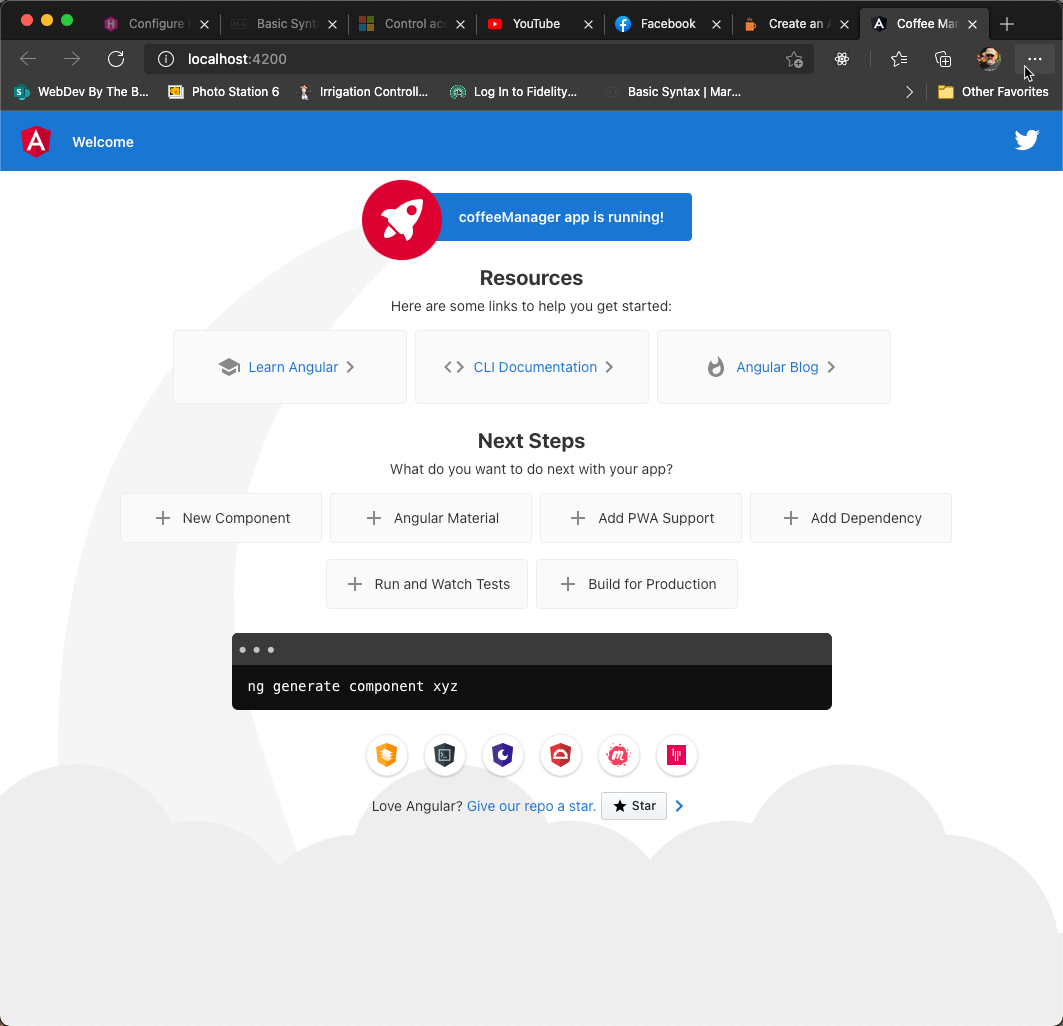 Configure
Basic Synt
Control acc
YouTube
Facebook
Create an A
Coffee Man
localhost:4200
WebDev By The B...
Photo Station 6
Irrigation Controll...
Log In to Fidelity...
Basic Syntax | Mar...
Other Favorites
Welcome
coffeeManager app is running!
Resources
Here are some links to help you get started:
Learn Angular
CLI Documentation
Angular Blog
Next Steps
What do you want to do next with your app?
New Component
Angular Material
Add PWA Support
Add Dependency
Run and Watch Tests
Build for Production
ng generate component xyz
Love Angular? Give our repo a star. Star